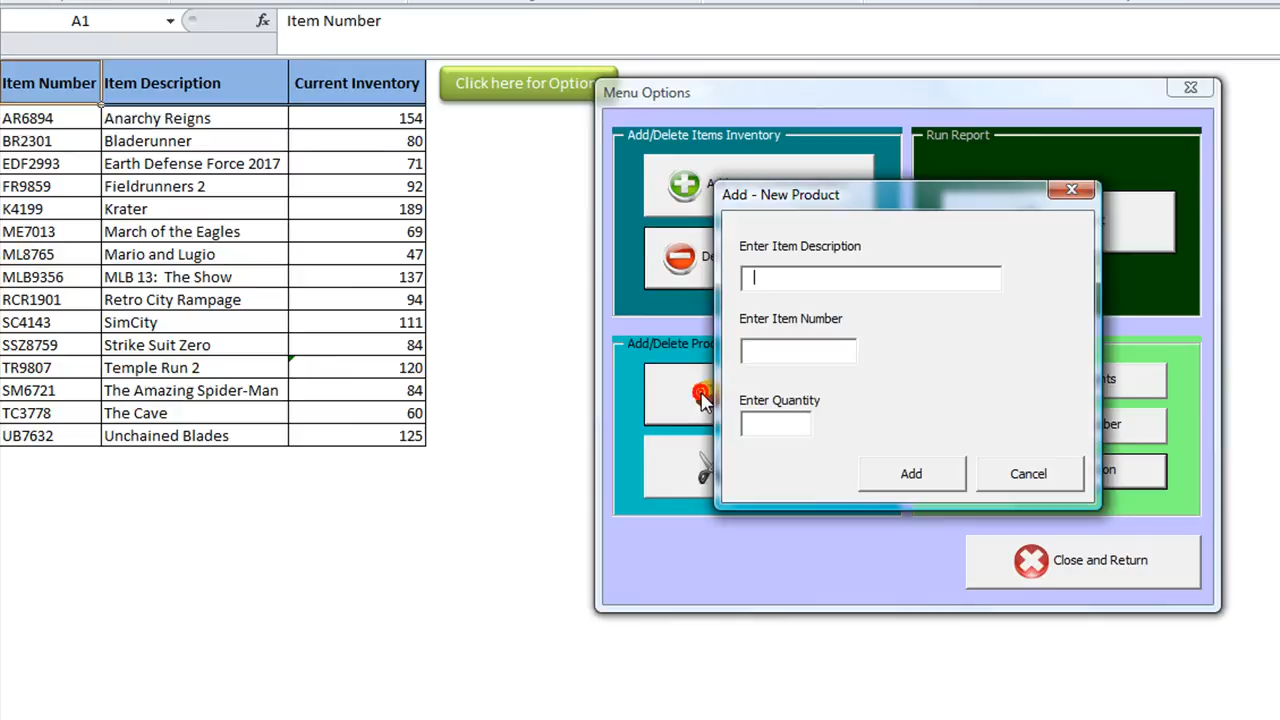 A1
fx
Item Number
Item Number Item Description Current Inventory
AR6894 Anarchy Reigns 154
BR2301 Bladerunner 80
EDF2993 Earth Defense Force 2017 71
FR9859 Fieldrunners 2 92
K4199 Krater 189
ME7013 March of the Eagles 69
ML8765 Mario and Lugio 47
MLB9356 MLB 13: The Show 137
RCR1901 Retro City Rampage 94
SC4143 SimCity 111
SSZ8759 Strike Suit Zero 84
TR9807 Temple Run 2 120
SM6721 The Amazing Spider-Man 84
TC3778 The Cave 60
UB7632 Unchained Blades 125
Click here for Option
Menu Options
Add/Delete Items Inventory
Run Report
Add - New Product
Enter Item Description
Enter Item Number
Enter Quantity
Add
Cancel
Add/Delete Pro
Close and Return